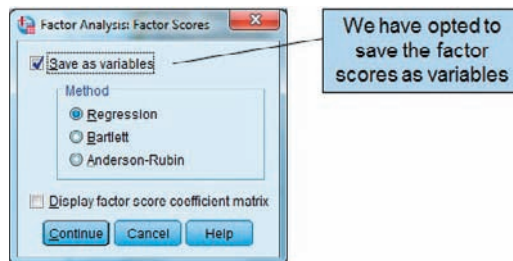 Factor Analysis: Factor Scores
Save as variables
Method
Regression
Bartlett
Anderson-Rubin
Display factor score coefficient matrix
Continue Cancel Help
We have opted to
save the factor
scores as variables